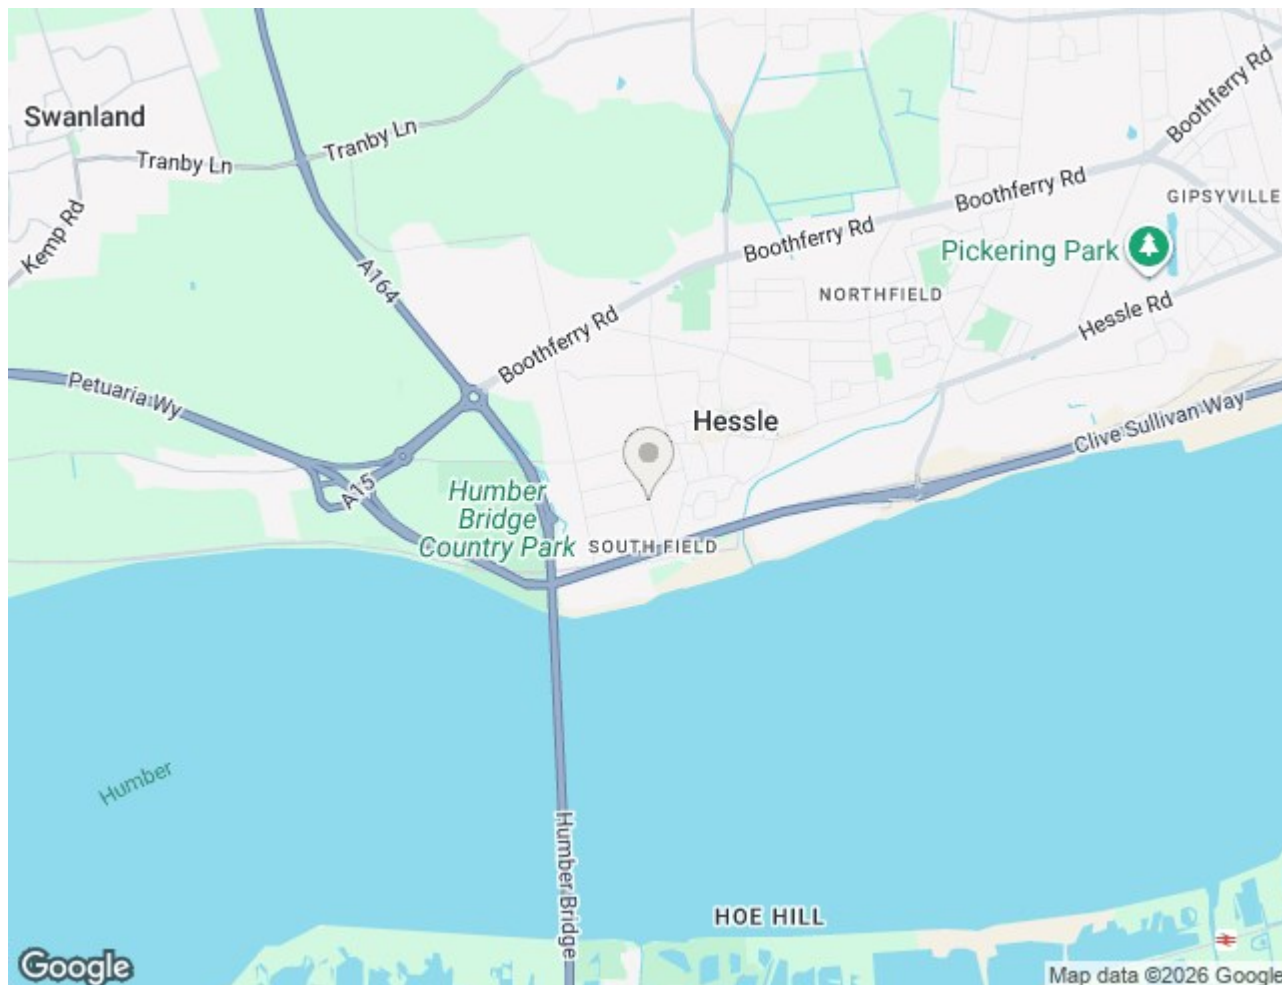 Boothferry Rd
Swanland
Tranby Ln
Tranby Ln
Boothferry Rd
GIPSYVILLE
Kemp Rd
Boothferry Rd
Pickering Park
A164
NORTHFIELD
Hessle Rd
Boothferry Rd
Petuaria Wy
Hessle
Clive Sullivan Way
A15
Humber
Bridge
Country Park
SOUTH FIELD
Humber
Humber Bridge
HOE HILL
Google
Map data ©2026 Google